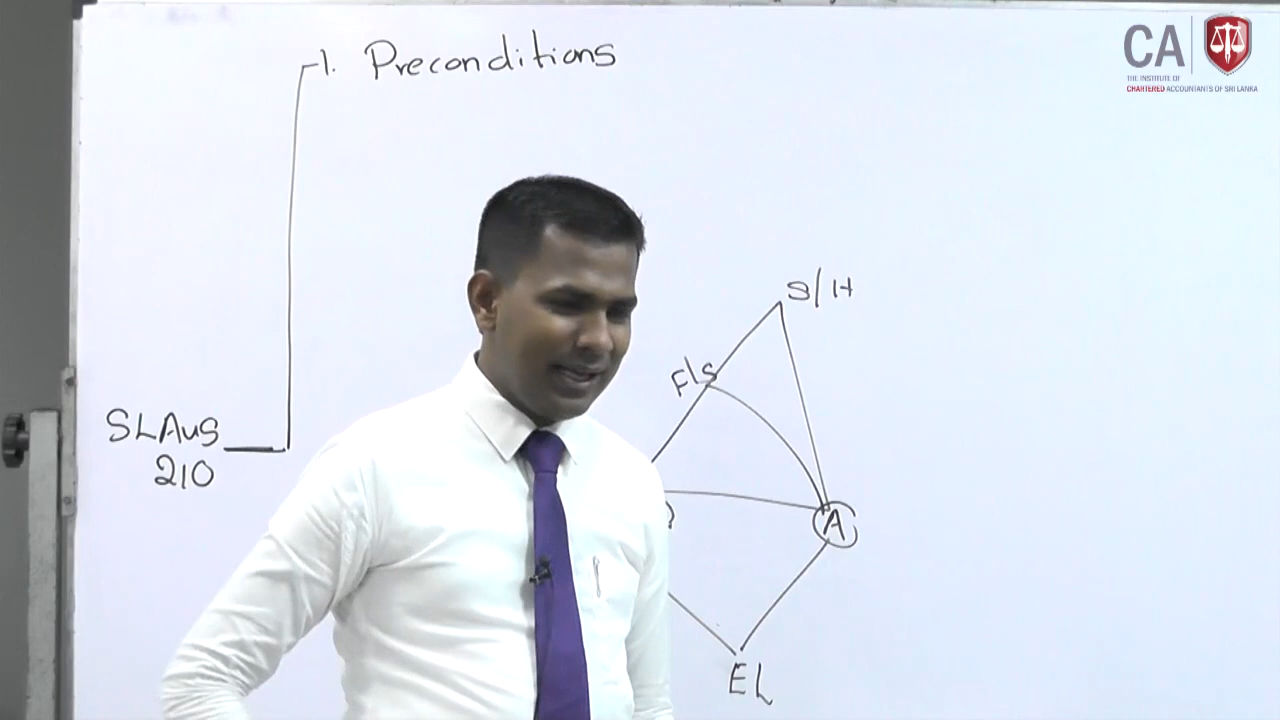 1. Preconditions
CA
THE INSTITUTE OF
CHARTERED ACCOUNTANTS OF SRI LANKA
S/H
F/S
SLAuS
210
A
EL